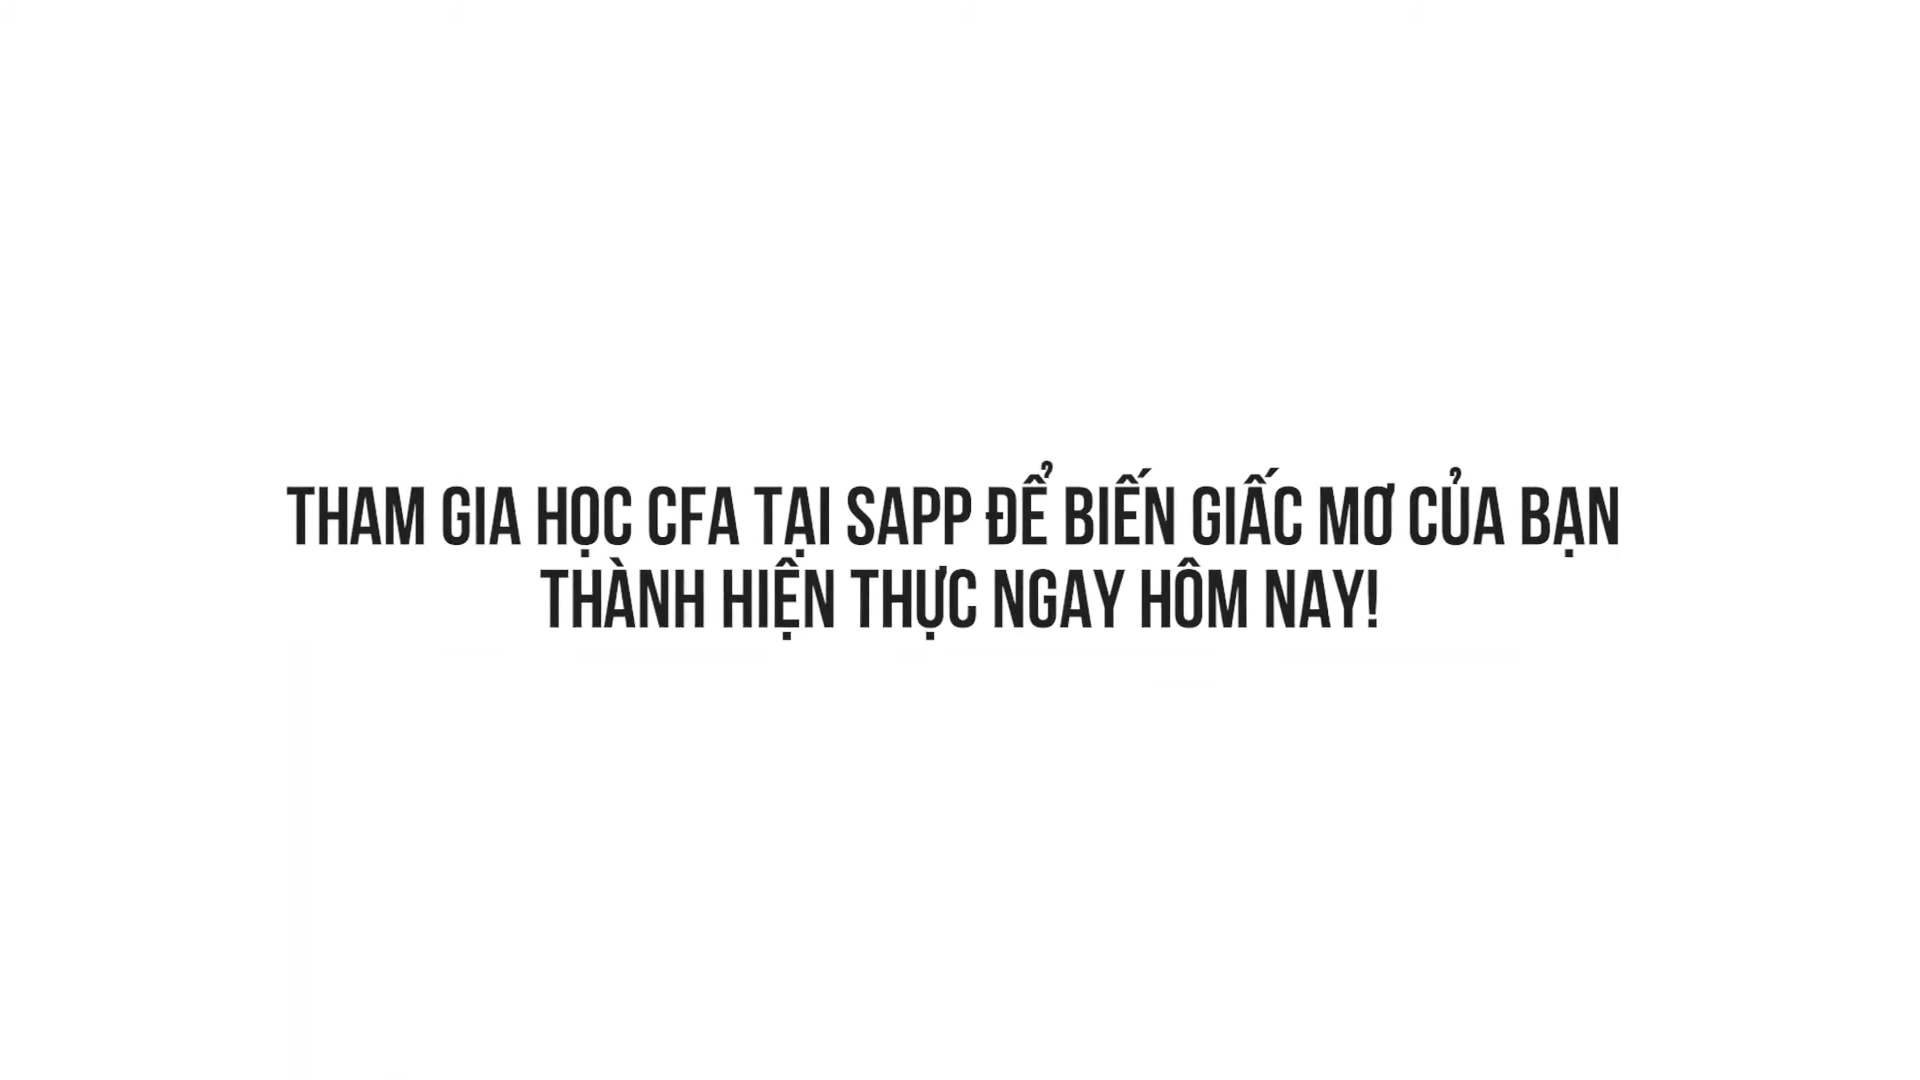 THAM GIA HỌC CFA TẠI SAPP ĐỂ BIẾN GIẤC MƠ CỦA BẠN
THÀNH HIỆN THỰC NGAY HÔM NAY!